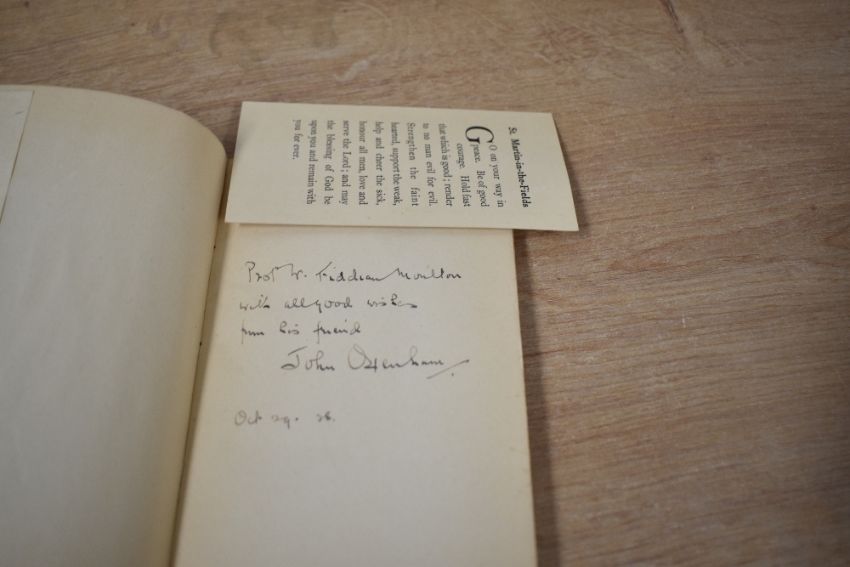 St. Martin-in-the-Fields
GO on your way in
peace. Be of good
courage. Hold fast
that which is good; render
to no man evil for evil.
Strengthen the faint
hearted, support the weak,
help and cheer the sick,
honour all men, love and
serve the Lord; and may
the blessing of God be
upon you and remain with
you for ever.
Prof W. Fiddian Moulton
with all good wishes
from his friend
John Oxenham
Oct 29. 28.